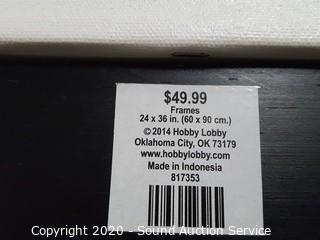 $49.99
Frames
24 x 36 in. (60 x 90 cm.)
©2014 Hobby Lobby
Oklahoma City, OK 73179
www.hobbylobby.com
Made in Indonesia
817353
Copyright 2020 - Sound Auction Service